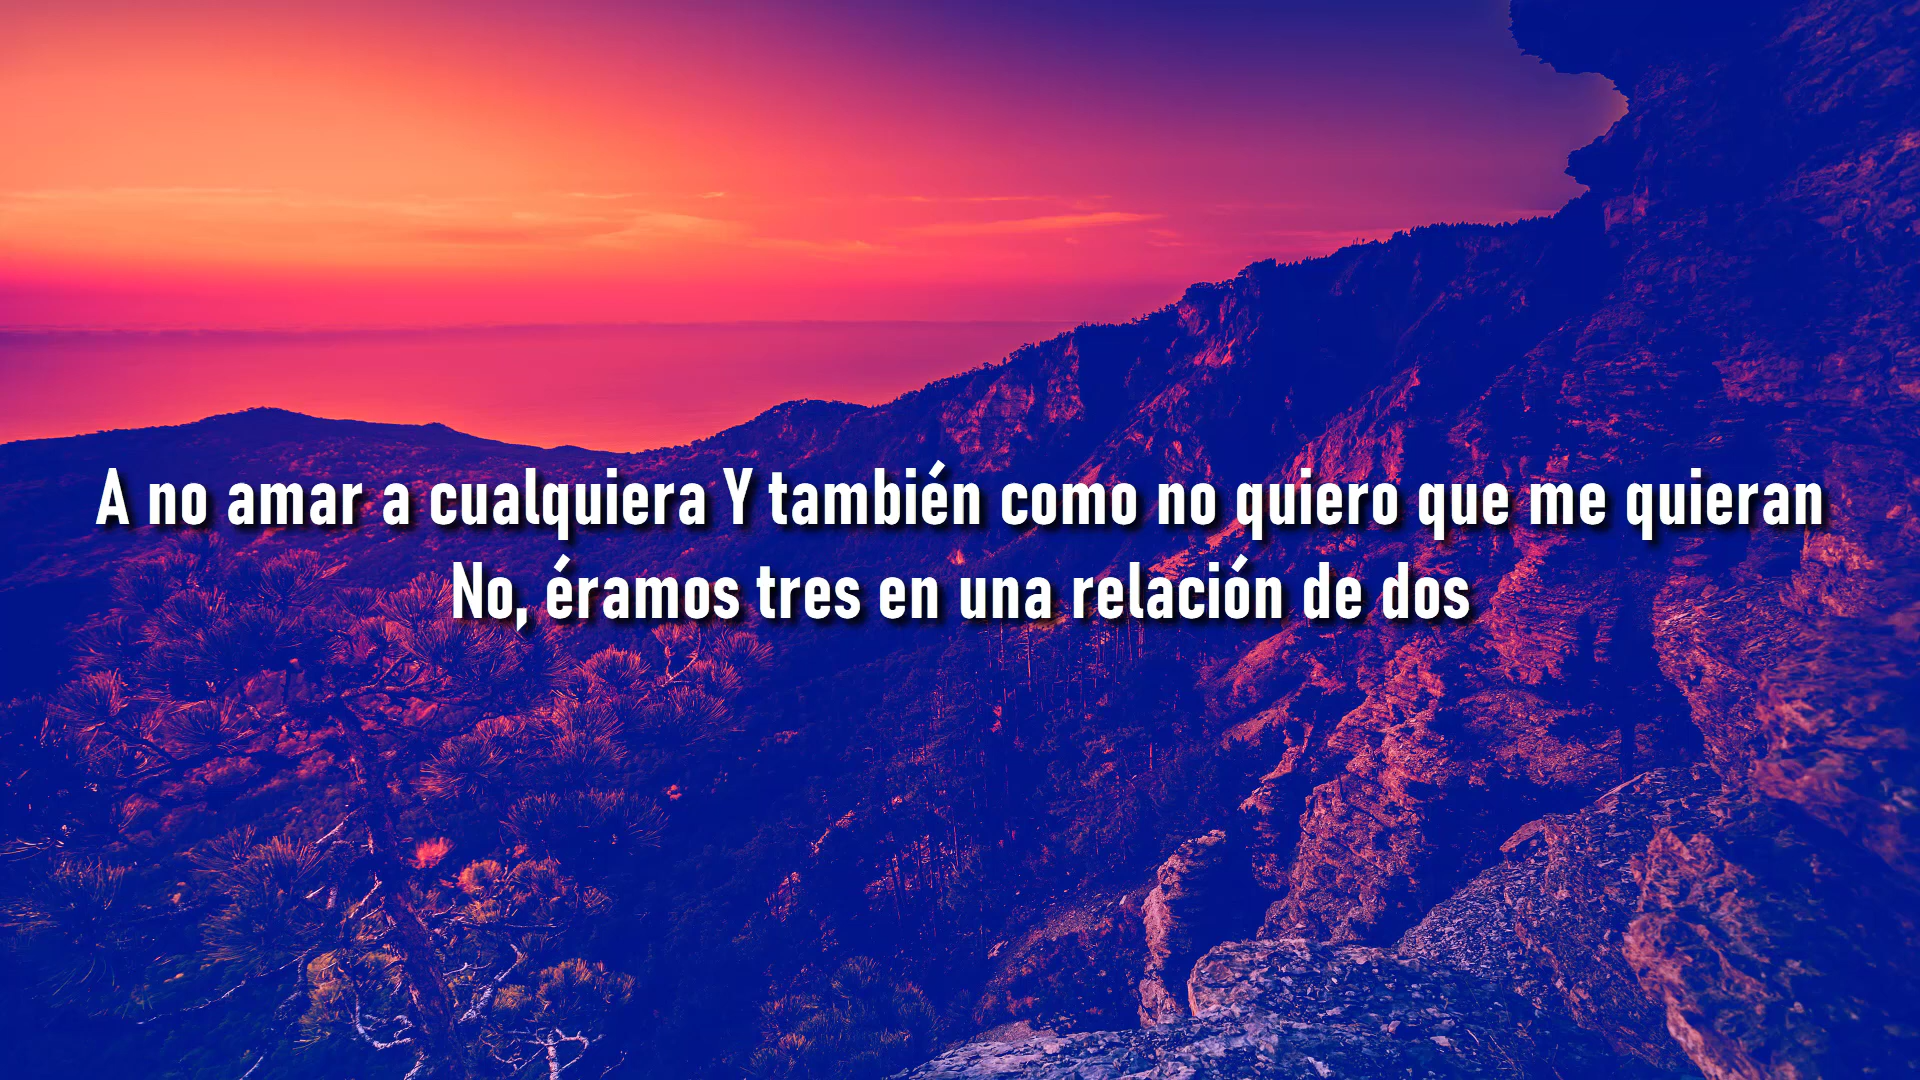 A no amar a cualquiera Y también como no quiero que me quieran
No, éramos tres en una relación de dos